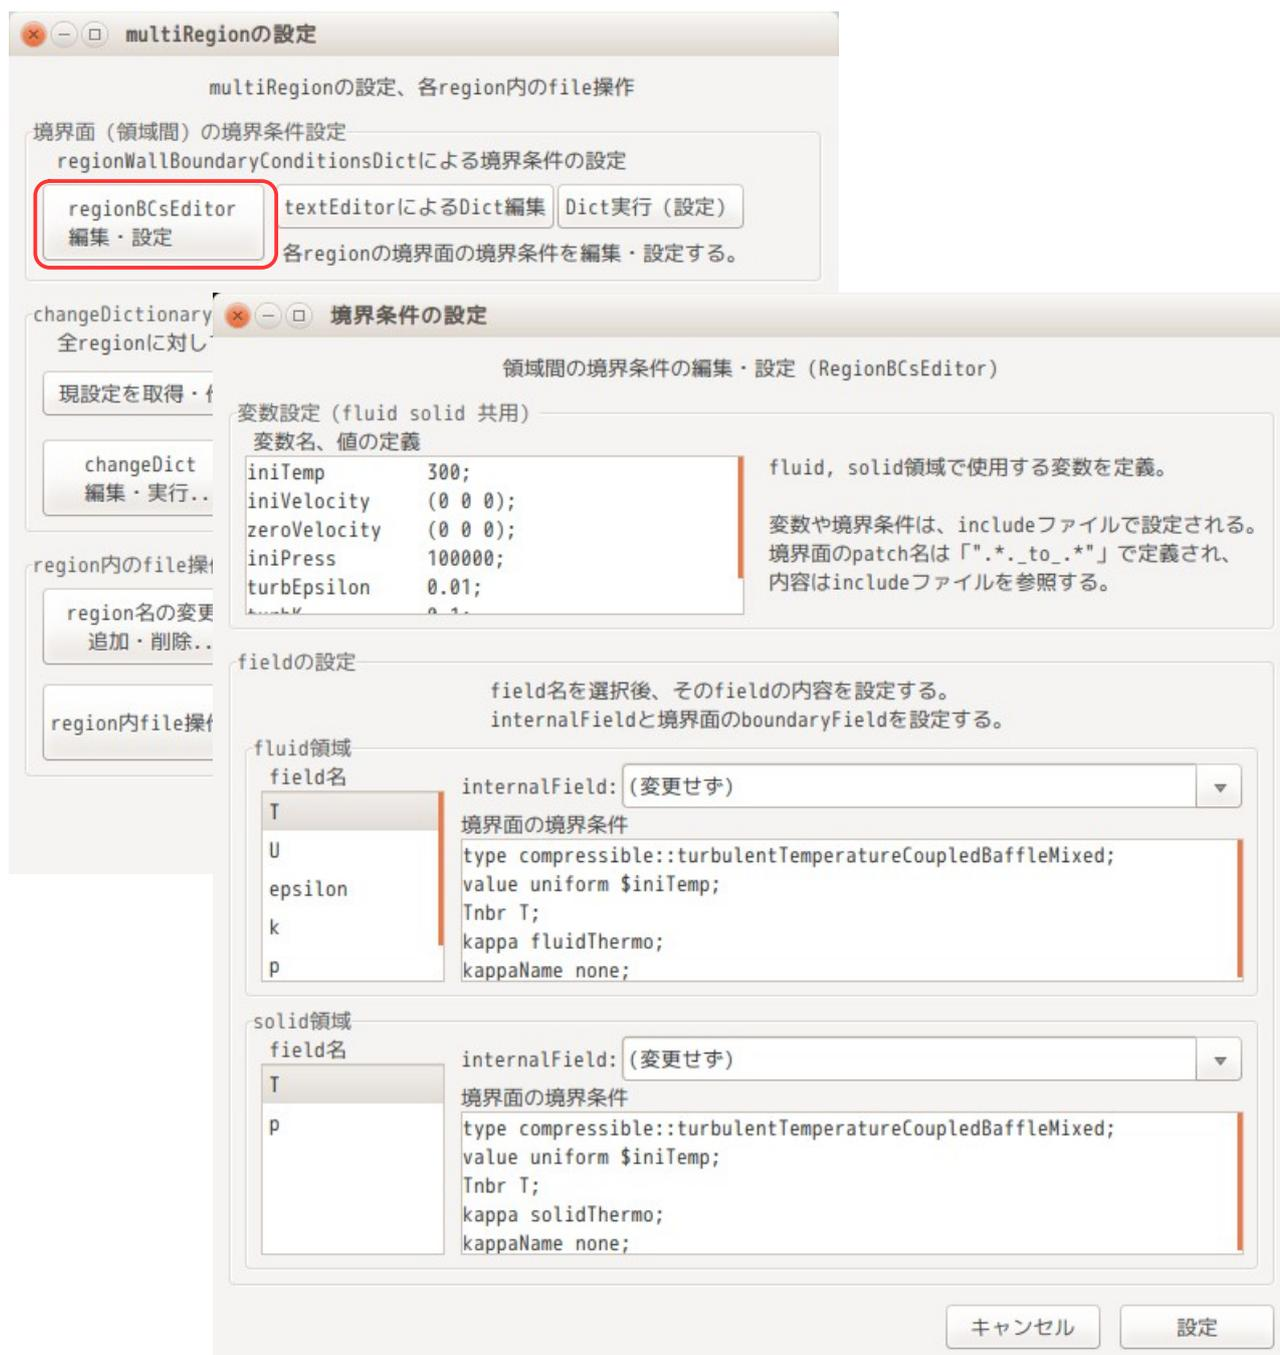 multiRegionの設定
multiRegionの設定、各region内のfile操作
境界面（領域間）の境界条件設定
regionWallBoundaryConditionsDictによる境界条件の設定
regionBCsEditor
編集・設定
textEditorによるDict編集
Dict実行（設定）
各regionの境界面の境界条件を編集・設定する。
changeDictionary
全regionに対し
現設定を取得・
changeDict
編集・実行..
region内のfile操
region名の変更
追加・削除..
region内file操
境界条件の設定
領域間の境界条件の編集・設定 (RegionBCsEditor)
変数設定 (fluid solid 共用)
変数名、値の定義
iniTemp 300;
iniVelocity (0 0 0);
zeroVelocity (0 0 0);
iniPress 100000;
turbEpsilon 0.01;
fluid, solid領域で使用する変数を定義。
変数や境界条件は、includeファイルで設定される。
境界面のpatch名は「".*._to_.*"」で定義され、
内容はincludeファイルを参照する。
fieldの設定
field名を選択後、そのfieldの内容を設定する。
internalFieldと境界面のboundaryFieldを設定する。
fluid領域
field名
T
U
epsilon
k
p
internalField: (変更せず)
境界面の境界条件
type compressible::turbulentTemperatureCoupledBaffleMixed;
value uniform $iniTemp;
Tnbr T;
kappa fluidThermo;
kappaName none;
solid領域
field名
T
p
internalField: (変更せず)
境界面の境界条件
type compressible::turbulentTemperatureCoupledBaffleMixed;
value uniform $iniTemp;
Tnbr T;
kappa solidThermo;
kappaName none;
キャンセル
設定